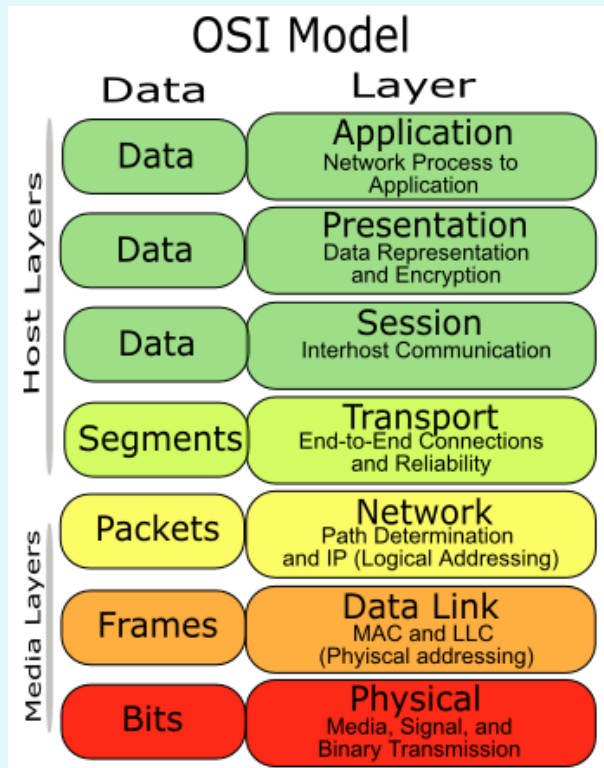 OSI Model
Data
Layer
Host Layers
Data
Application
Network Process to
Application
Data
Presentation
Data Representation
and Encryption
Data
Session
Interhost Communication
Segments
Transport
End-to-End Connections
and Reliability
Media Layers
Packets
Network
Path Determination
and IP (Logical Addressing)
Frames
Data Link
MAC and LLC
(Phyiscal addressing)
Bits
Physical
Media, Signal, and
Binary Transmission